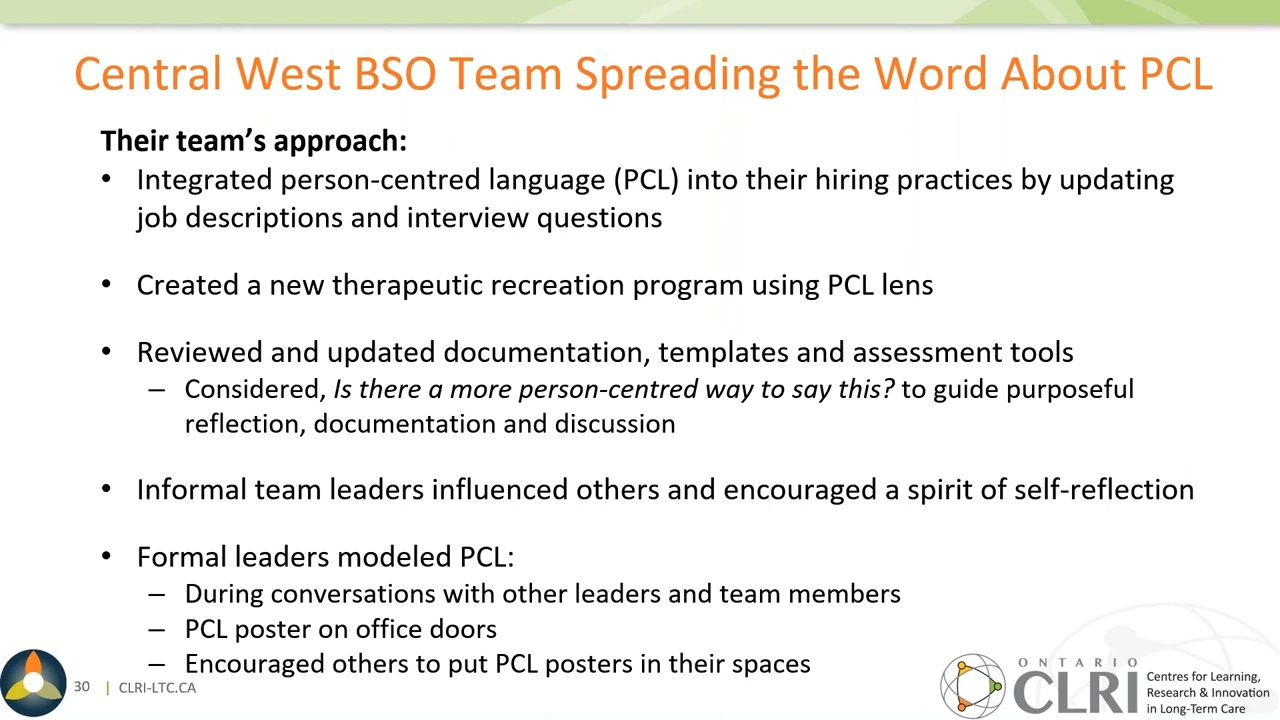 Central West BSO Team Spreading the Word About PCL
Their team's approach:
• Integrated person-centred language (PCL) into their hiring practices by updating
job descriptions and interview questions
• Created a new therapeutic recreation program using PCL lens
• Reviewed and updated documentation, templates and assessment tools
– Considered, Is there a more person-centred way to say this? to guide purposeful
reflection, documentation and discussion
• Informal team leaders influenced others and encouraged a spirit of self-reflection
• Formal leaders modeled PCL:
– During conversations with other leaders and team members
– PCL poster on office doors
– Encouraged others to put PCL posters in their spaces
30 | CLRI-LTC.CA
ONTARIO
CLRI
Centres for Learning,
Research & Innovation
in Long-Term Care